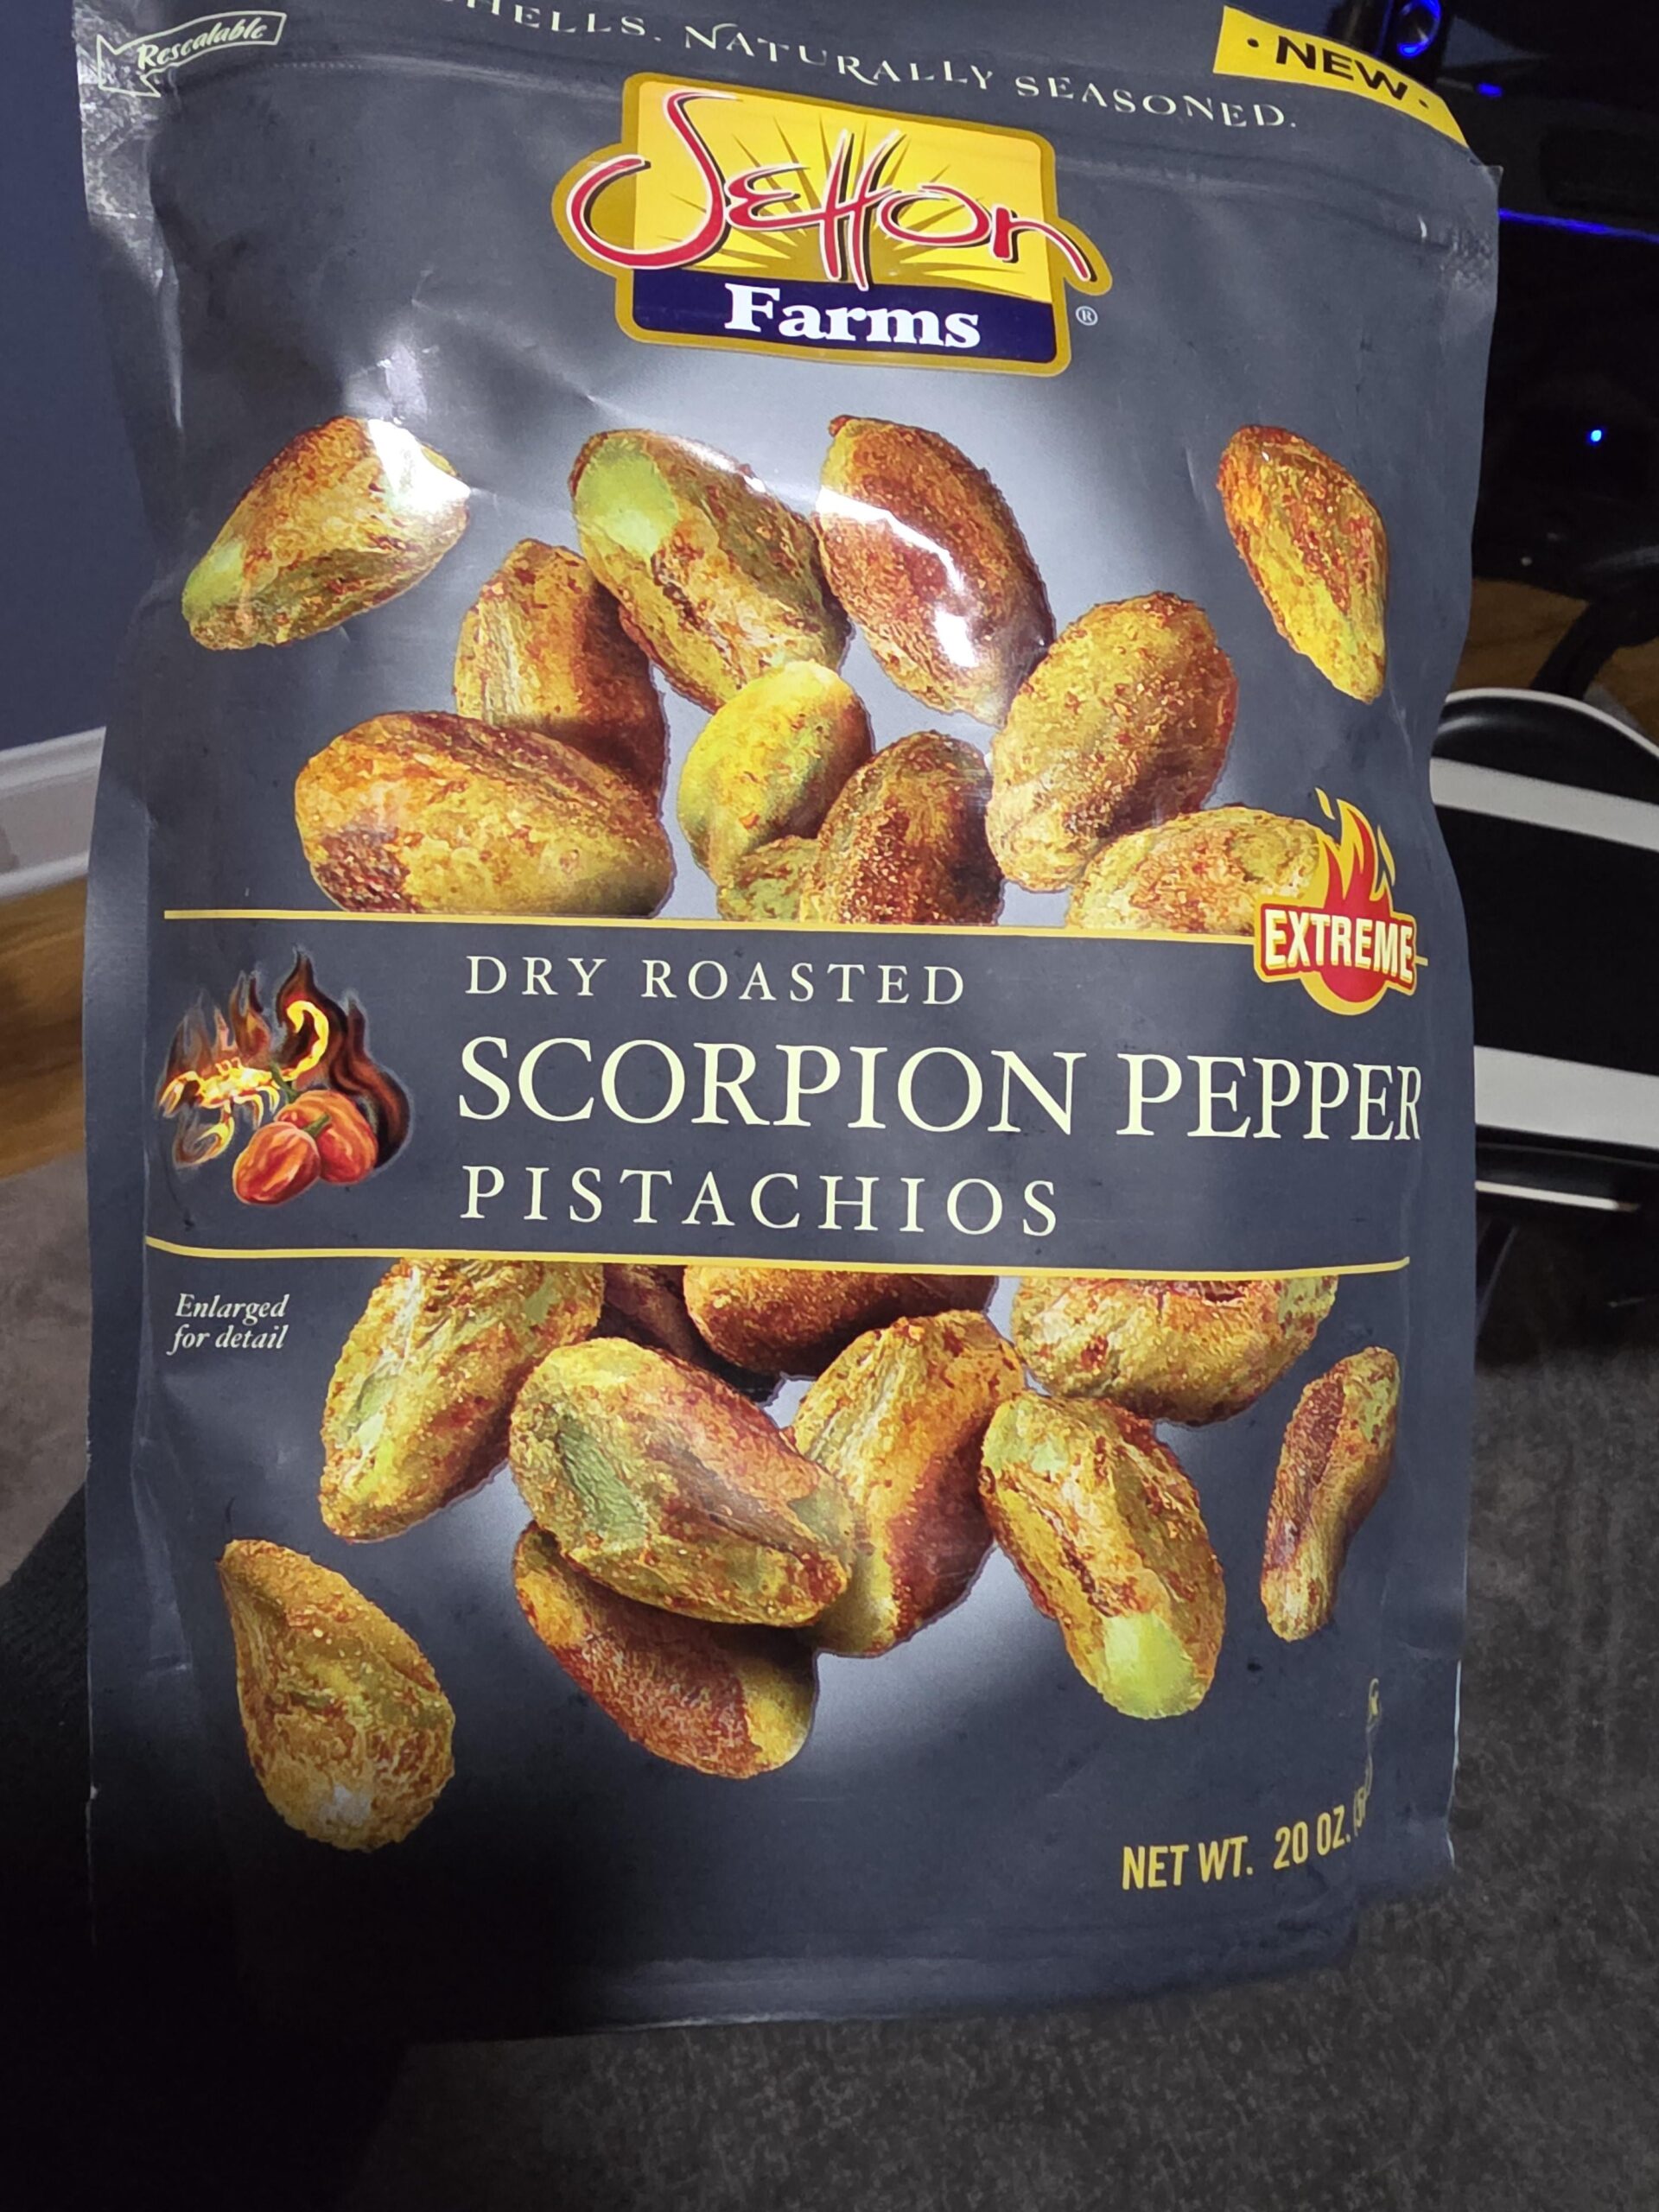 Resealable
SHELLS. NATURALLY SEASONED.
• NEW •
Setton
Farms
®
EXTREME
DRY ROASTED
SCORPION PEPPER
PISTACHIOS
Enlarged
for detail
NET WT. 20 OZ.